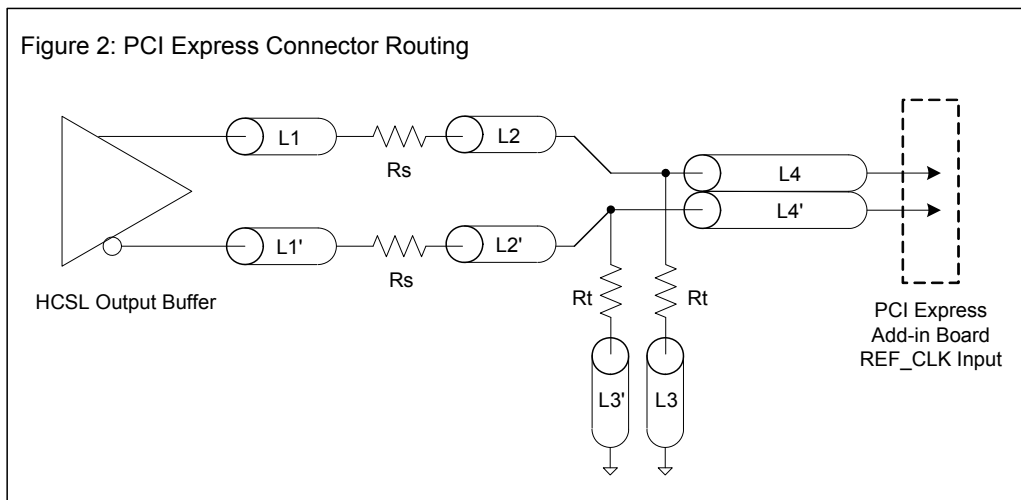 Figure 2: PCI Express Connector Routing
L1
Rs
L2
L4
L4'
L1'
Rs
L2'
HCSL Output Buffer
Rt
Rt
L3'
L3
PCI Express
Add-in Board
REF_CLK Input